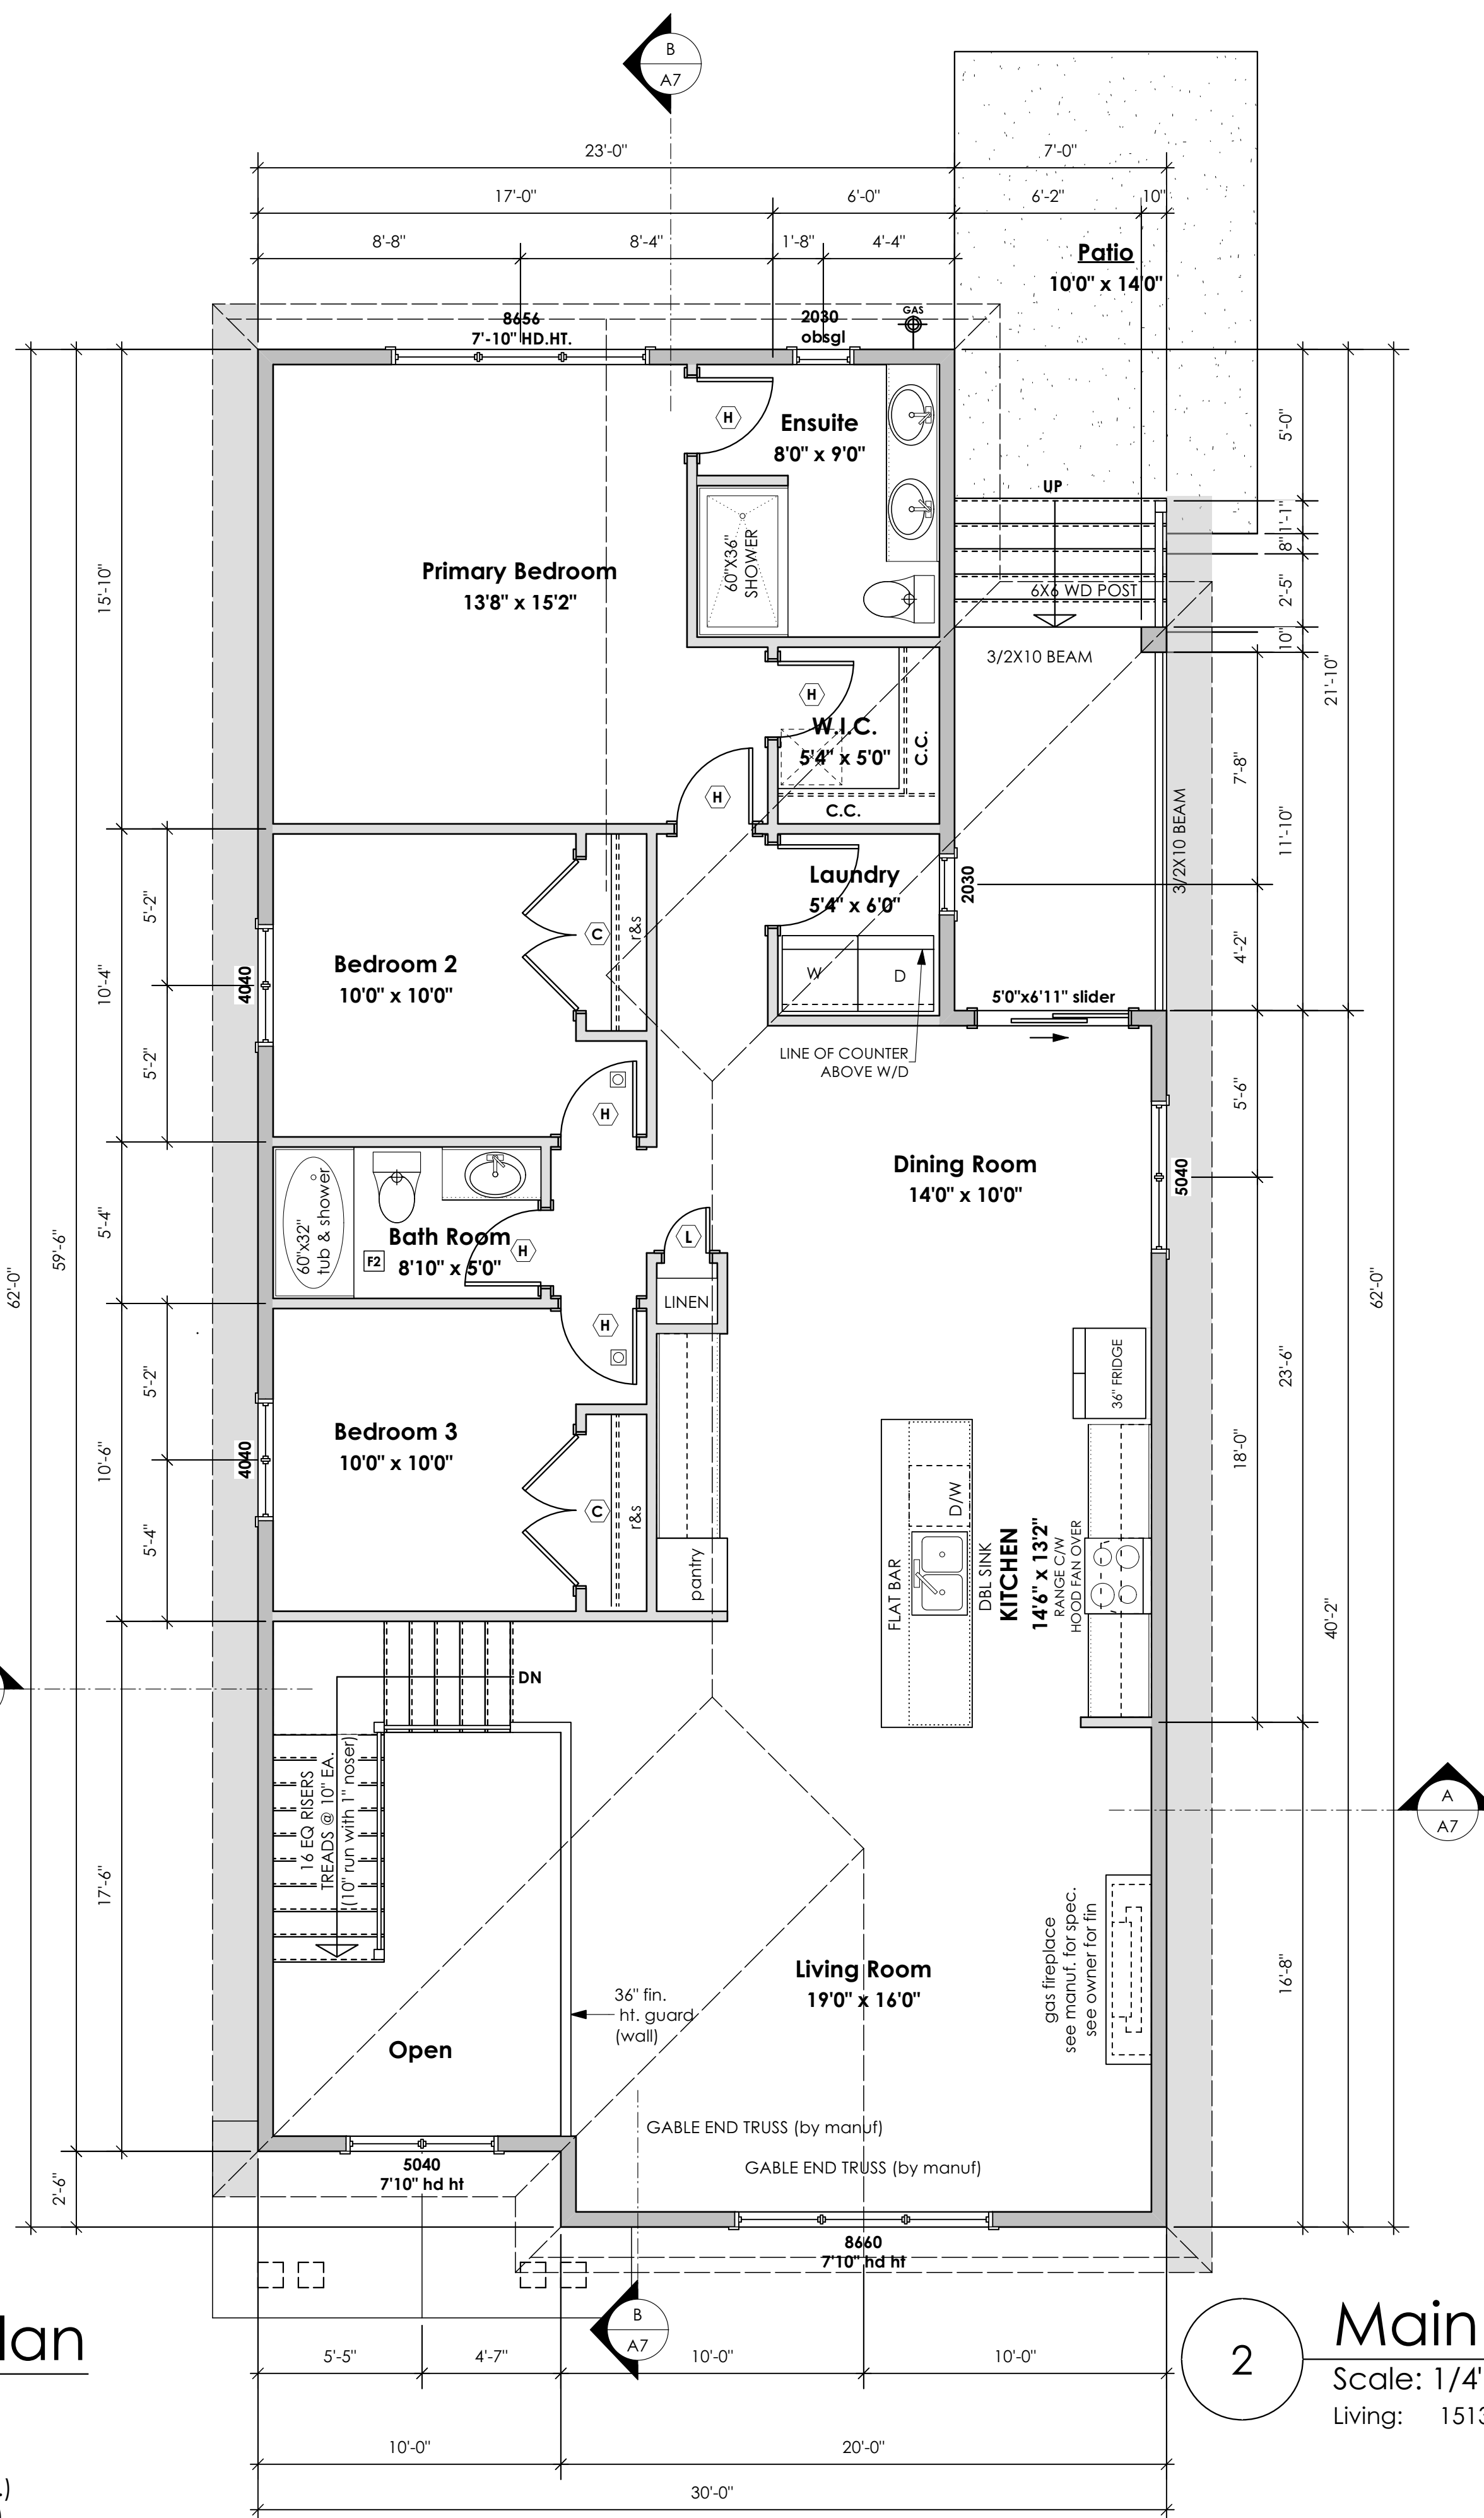 B
A7
23'-0"
7'-0"
17'-0"
6'-0"
6'-2"
10"
8'-8"
8'-4"
1'-8"
4'-4"
Patio
10'0" x 14'0"
8656
7'-10" HD.HT.
2030
obsgl
GAS
H
Ensuite
8'0" x 9'0"
5'-0"
UP
1'-1"
8"
60"X36"
SHOWER
Primary Bedroom
13'8" x 15'2"
15'-10"
6X6 WD POST
2'-5"
10"
3/2X10 BEAM
21'-10"
H
W.I.C.
5'4" x 5'0"
C.C.
C.C.
H
7'-8"
3/2X10 BEAM
11'-10"
Laundry
5'4" x 6'0"
2030
5'-2"
C
r&s
Bedroom 2
10'0" x 10'0"
4040
10'-4"
W
D
4'-2"
5'0"x6'11" slider
LINE OF COUNTER
ABOVE W/D
5'-2"
H
5'-6"
Dining Room
14'0" x 10'0"
5040
60"x32"
tub & shower
Bath Room
8'10" x 5'0"
F2
H
L
5'-4"
59'-6"
62'-0"
62'-0"
LINEN
H
36" FRIDGE
5'-2"
23'-6"
Bedroom 3
10'0" x 10'0"
4040
10'-6"
18'-0"
C
r&s
5'-4"
pantry
D/W
FLAT BAR
DBL SINK
KITCHEN
14'6" x 13'2"
RANGE C/W
HOOD FAN OVER
40'-2"
DN
16 EQ RISERS
TREADS @ 10" EA.
(10" run with 1" noser)
A
A7
17'-6"
gas fireplace
see manuf. for spec.
see owner for fin
16'-8"
Living Room
19'0" x 16'0"
36" fin.
ht. guard
(wall)
Open
GABLE END TRUSS (by manuf)
GABLE END TRUSS (by manuf)
5040
7'10" hd ht
2'-6"
8660
7'10" hd ht
B
A7
5'-5"
4'-7"
10'-0"
10'-0"
lan
2
Main
Scale: 1/4"
Living: 1513
10'-0"
20'-0"
.)
30'-0"